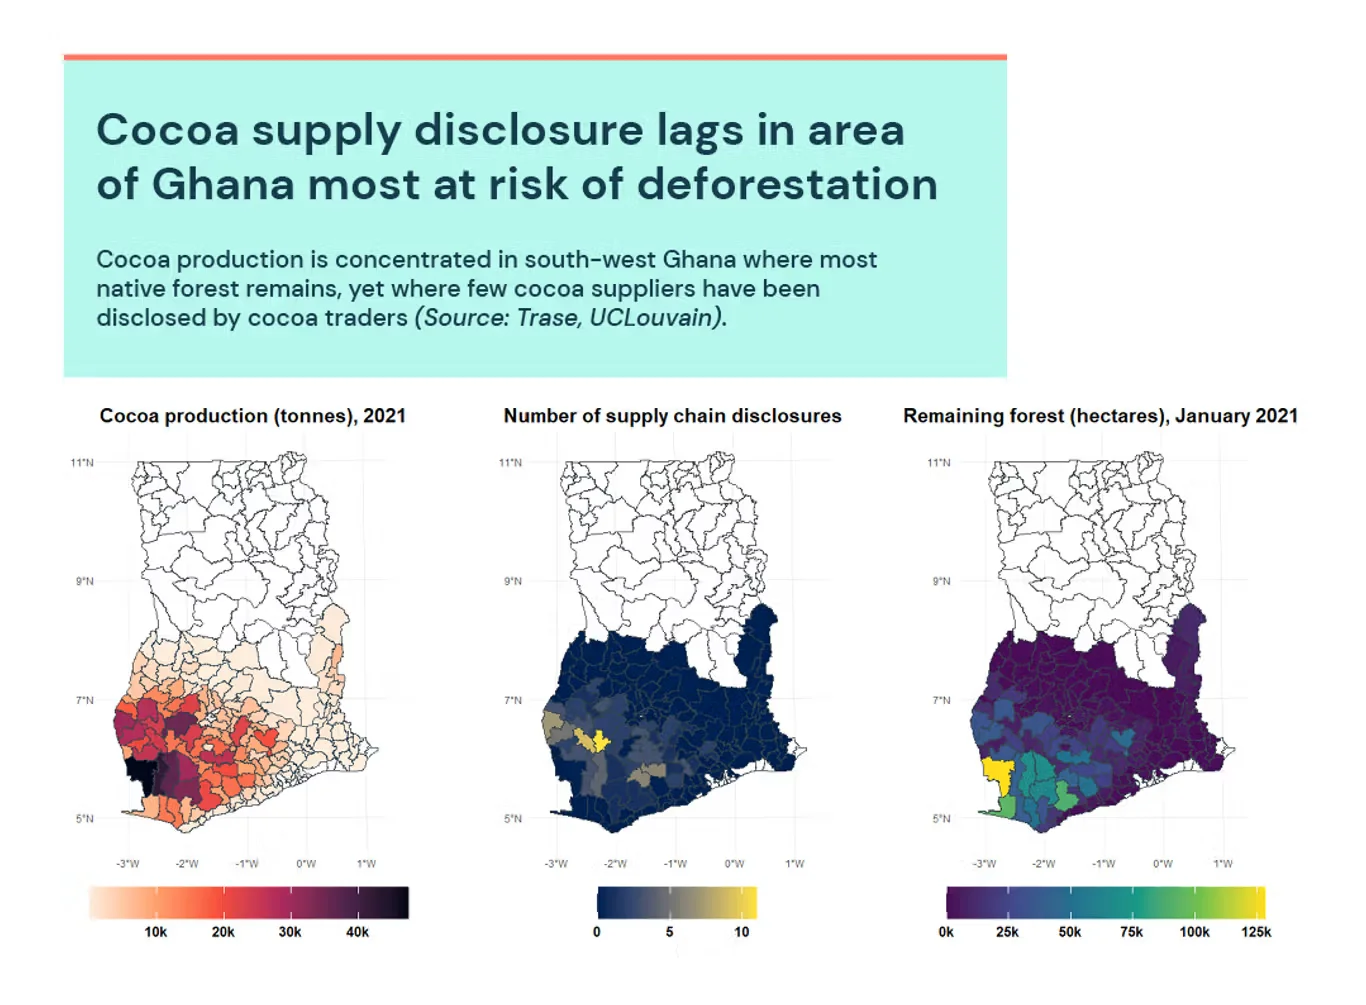 Cocoa supply disclosure lags in area
of Ghana most at risk of deforestation
Cocoa production is concentrated in south-west Ghana where most
native forest remains, yet where few cocoa suppliers have been
disclosed by cocoa traders (Source: Trase, UCLouvain).
Cocoa production (tonnes), 2021
11°N
9°N
7°N
5°N
-3°W -2°W -1°W 0°W 1°W
10k 20k 30k 40k
Number of supply chain disclosures
11°N
9°N
7°N
5°N
-3°W -2°W -1°W 0°W 1°W
0 5 10
Remaining forest (hectares), January 2021
11°N
9°N
7°N
5°N
-3°W -2°W -1°W 0°W 1°W
0k 25k 50k 75k 100k 125k